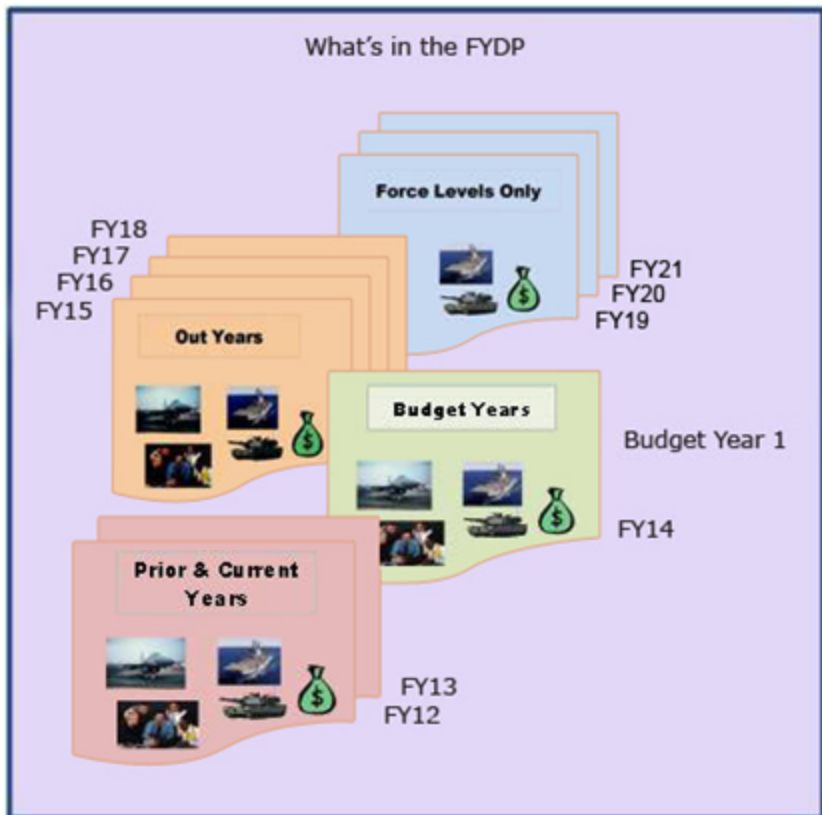 What's in the FYDP
Force Levels Only
FY21
FY20
FY19
FY18
FY17
FY16
FY15
Out Years
$
$
Budget Years
Budget Year 1
$
FY14
Prior & Current
Years
$
FY13
FY12